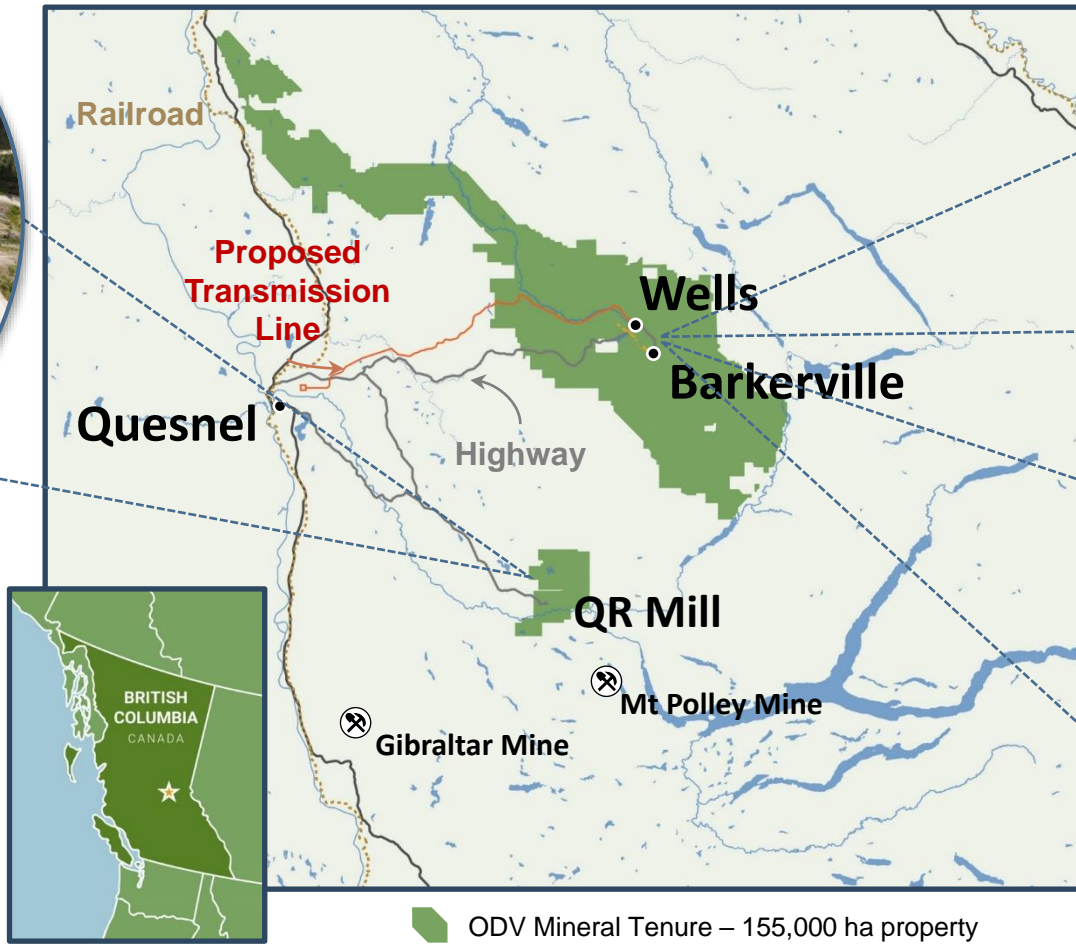 Railroad
Proposed
Transmission
Line
Wells
Barkerville
Quesnel
Highway
QR Mill
Mt Polley Mine
Gibraltar Mine
BRITISH
COLUMBIA
CANADA
ODV Mineral Tenure – 155,000 ha property